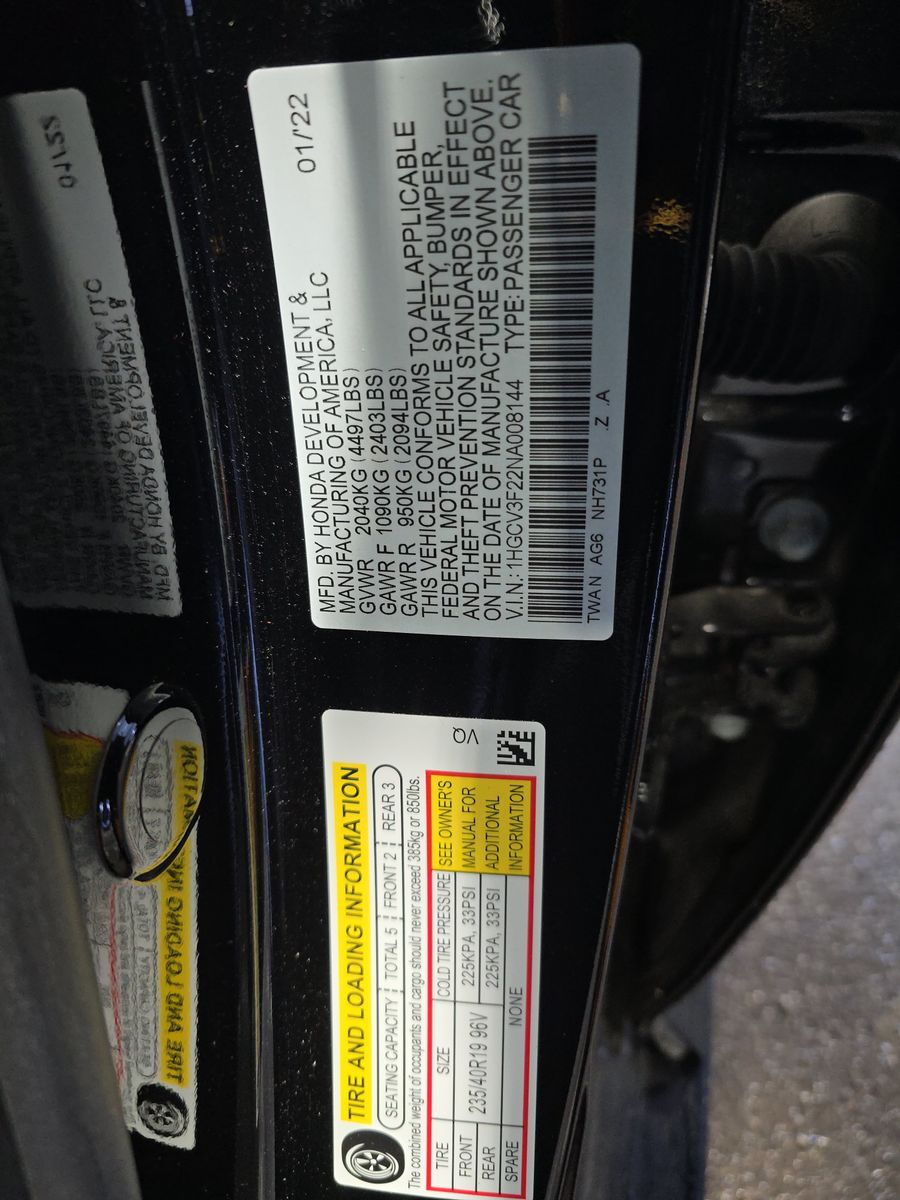 MFD. BY HONDA DEVELOPMENT & 01/'22
MANUFACTURING OF AMERICA, LLC
GVWR 2040KG (4497LBS)
GAWR F 1090KG (2403LBS)
GAWR R 950KG (2094LBS)
THIS VEHICLE CONFORMS TO ALL APPLICABLE
FEDERAL MOTOR VEHICLE SAFETY, BUMPER,
AND THEFT PREVENTION STANDARDS IN EFFECT
ON THE DATE OF MANUFACTURE SHOWN ABOVE.
V.I.N.: 1HGCV3F22NA008144 TYPE: PASSENGER CAR
TWAN AG6 NH731P .Z .A
TIRE AND LOADING INFORMATION
VQ
SEATING CAPACITY TOTAL 5 FRONT 2 REAR 3
The combined weight of occupants and cargo should never exceed 385kg or 850lbs.
TIRE SIZE COLD TIRE PRESSURE SEE OWNER'S
FRONT 235/40R19 96V 225KPA, 33PSI MANUAL FOR
REAR 225KPA, 33PSI ADDITIONAL
SPARE NONE INFORMATION